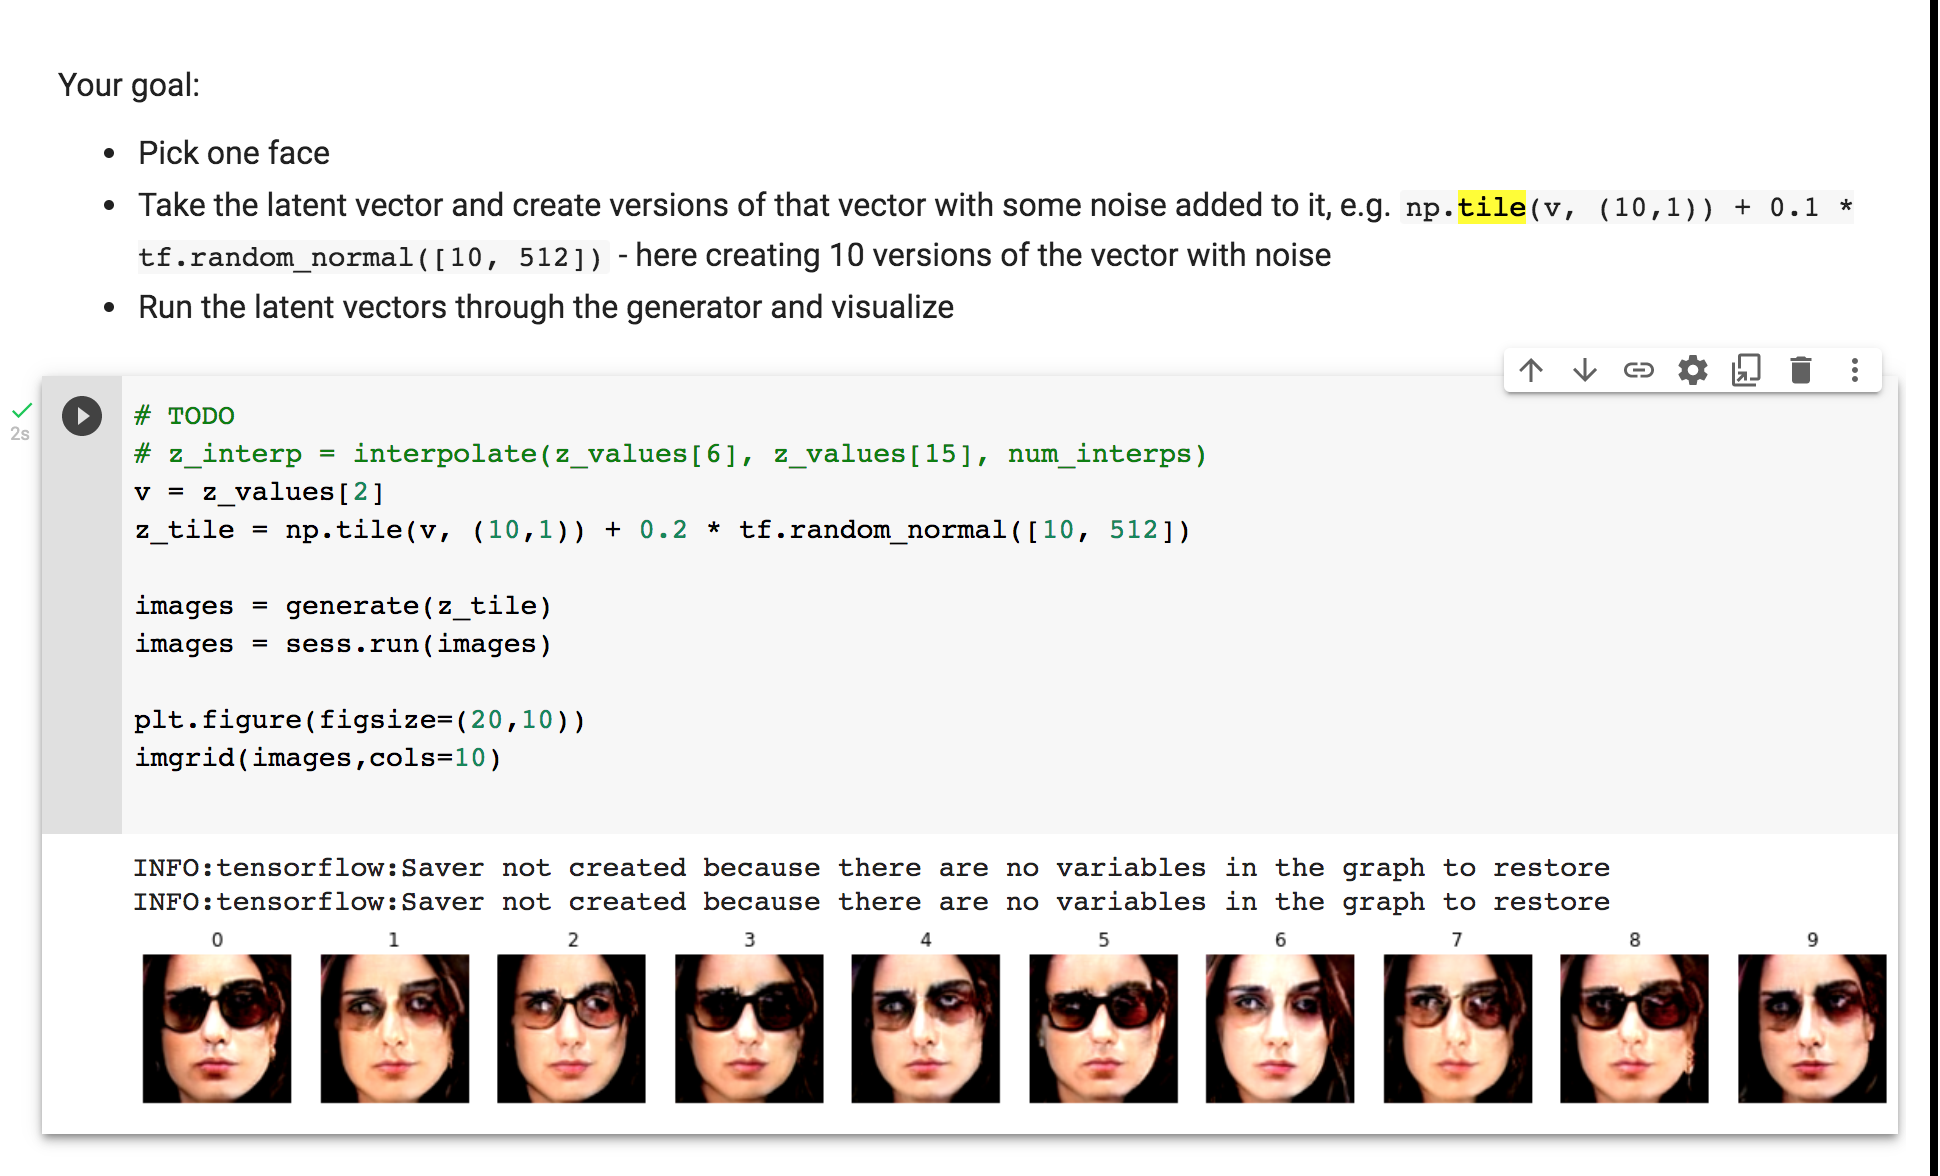 Your goal:
• Pick one face
• Take the latent vector and create versions of that vector with some noise added to it, e.g. np.tile(v, (10,1)) + 0.1 *
tf.random_normal([10, 512]) - here creating 10 versions of the vector with noise
• Run the latent vectors through the generator and visualize
2s
# TODO
# z_interp = interpolate(z_values[6], z_values[15], num_interps)
v = z_values[2]
z_tile = np.tile(v, (10,1)) + 0.2 * tf.random_normal([10, 512])
images = generate(z_tile)
images = sess.run(images)
plt.figure(figsize=(20,10))
imgrid(images,cols=10)
INFO:tensorflow:Saver not created because there are no variables in the graph to restore
INFO:tensorflow:Saver not created because there are no variables in the graph to restore
0 1 2 3 4 5 6 7 8 9